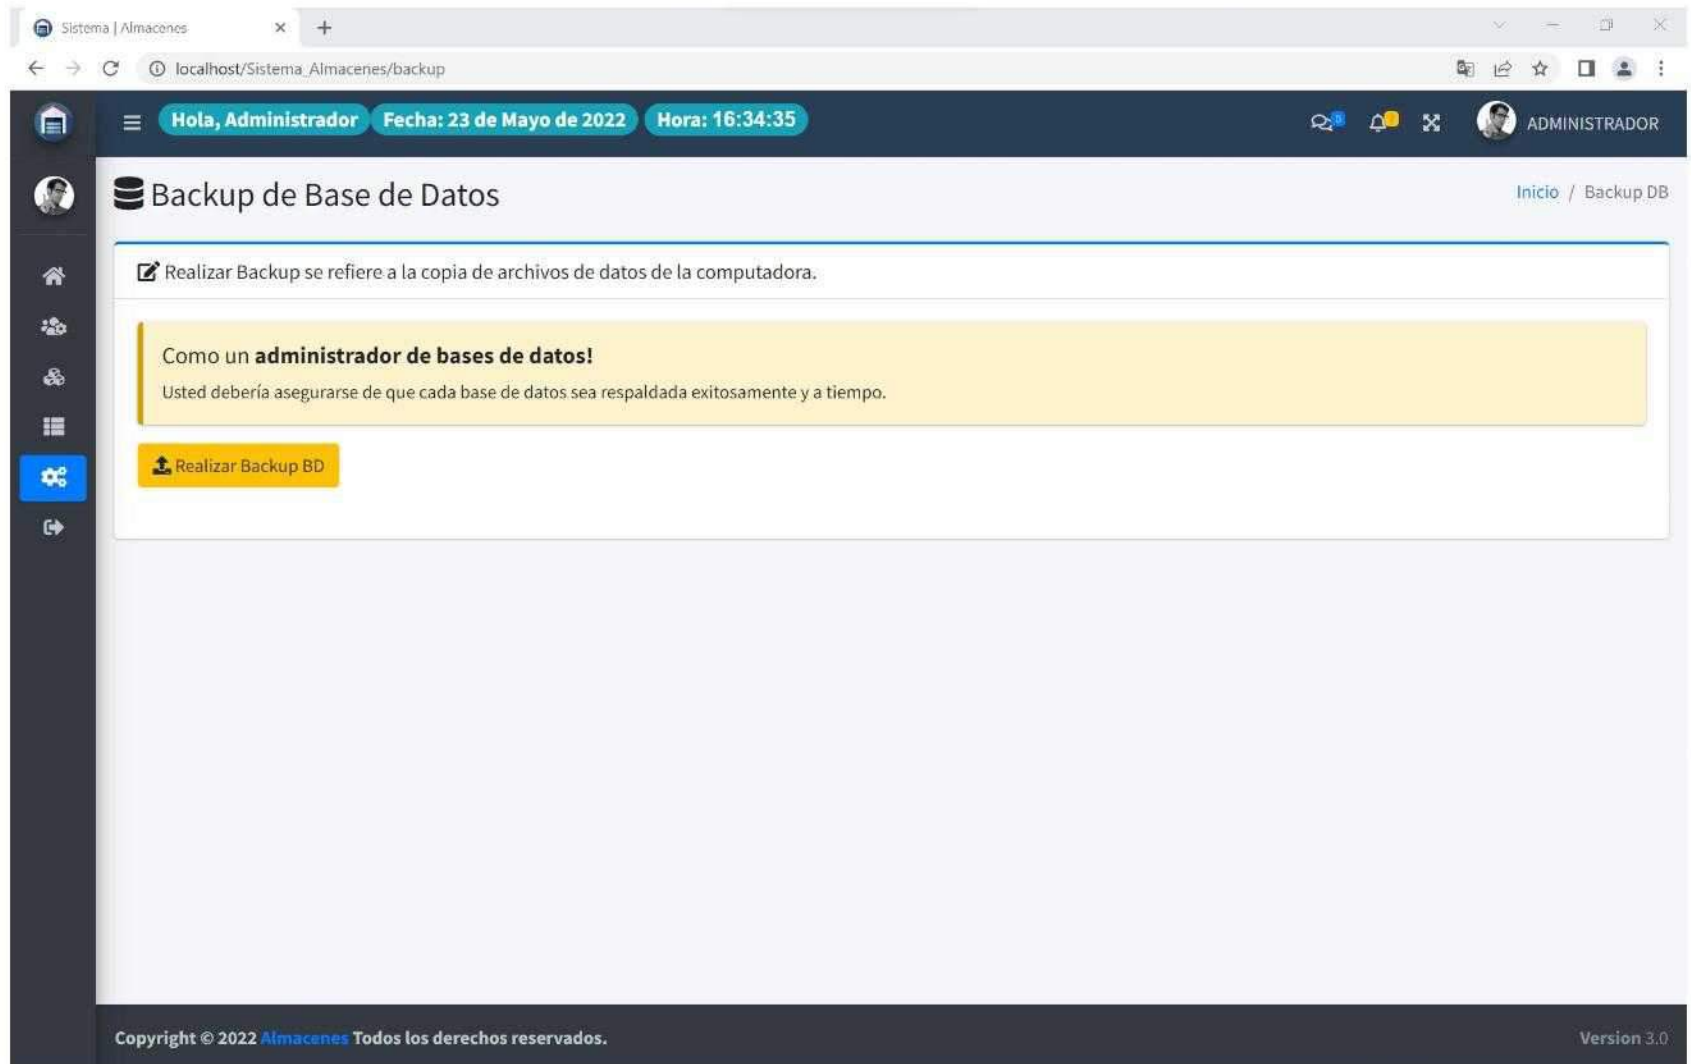 Sistema | Almacenes
localhost/Sistema_Almacenes/backup
Hola, Administrador Fecha: 23 de Mayo de 2022 Hora: 16:34:35
ADMINISTRADOR
Backup de Base de Datos
Inicio / Backup DB
Realizar Backup se refiere a la copia de archivos de datos de la computadora.
Como un administrador de bases de datos!
Usted debería asegurarse de que cada base de datos sea respaldada exitosamente y a tiempo.
Realizar Backup BD
Copyright © 2022 Almacenes Todos los derechos reservados.
Version 3.0